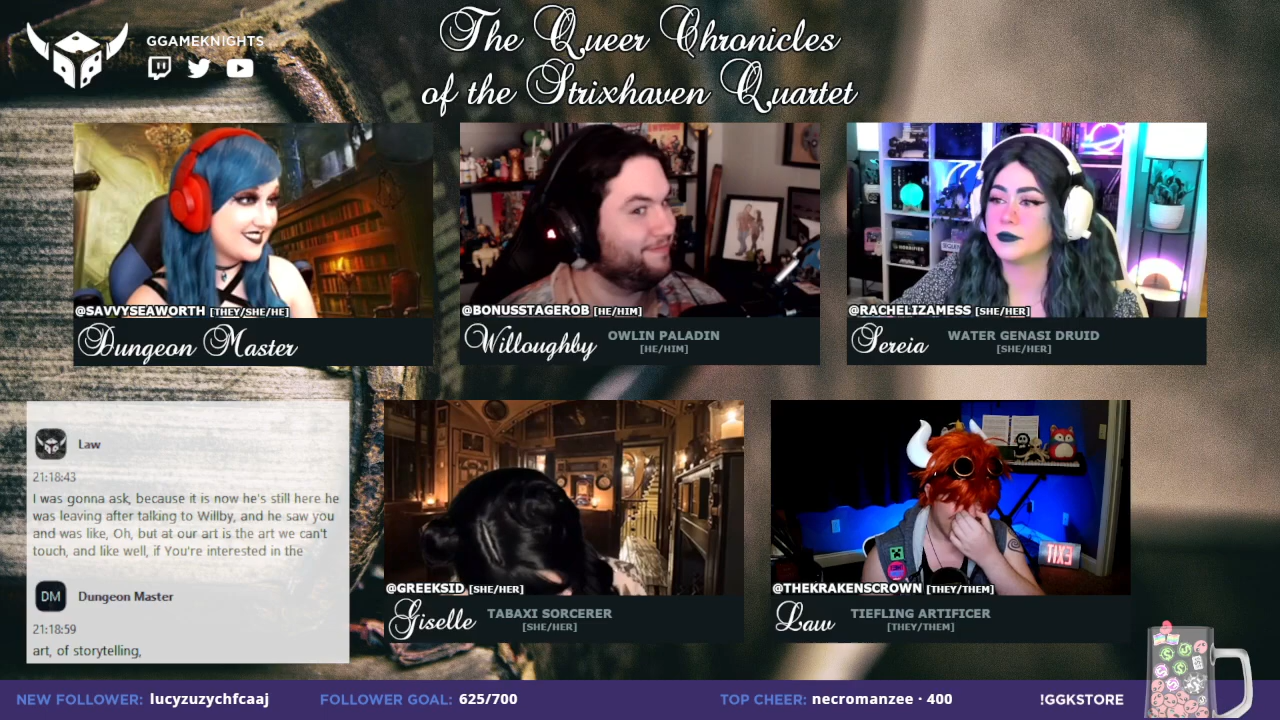 GGAMEKNIGHTS
The Queer Chronicles
of the Strixhaven Quartet
@SAVVYSEAWORTH [THEY/SHE/HE]
Dungeon Master
@BONUSSTAGEROB [HE/HIM]
Willoughby
OWLIN PALADIN
[HE/HIM]
@RACHELIZAMESS [SHE/HER]
Sereia
WATER GENASI DRUID
[SHE/HER]
Law
21:18:43
I was gonna ask, because it is now he's still here he
was leaving after talking to Willby, and he saw you
and was like, Oh, but at our art is the art we can't
touch, and like well, if You're interested in the
DM
Dungeon Master
21:18:59
art, of storytelling,
@GREEKSID [SHE/HER]
Giselle
TABAXI SORCERER
[SHE/HER]
@THEKRAKENSCROWN [THEY/THEM]
Law
TIEFLING ARTIFICER
[THEY/THEM]
NEW FOLLOWER: lucyzuzychfcaaj
FOLLOWER GOAL: 625/700
TOP CHEER: necromanzee · 400
!GGKSTORE